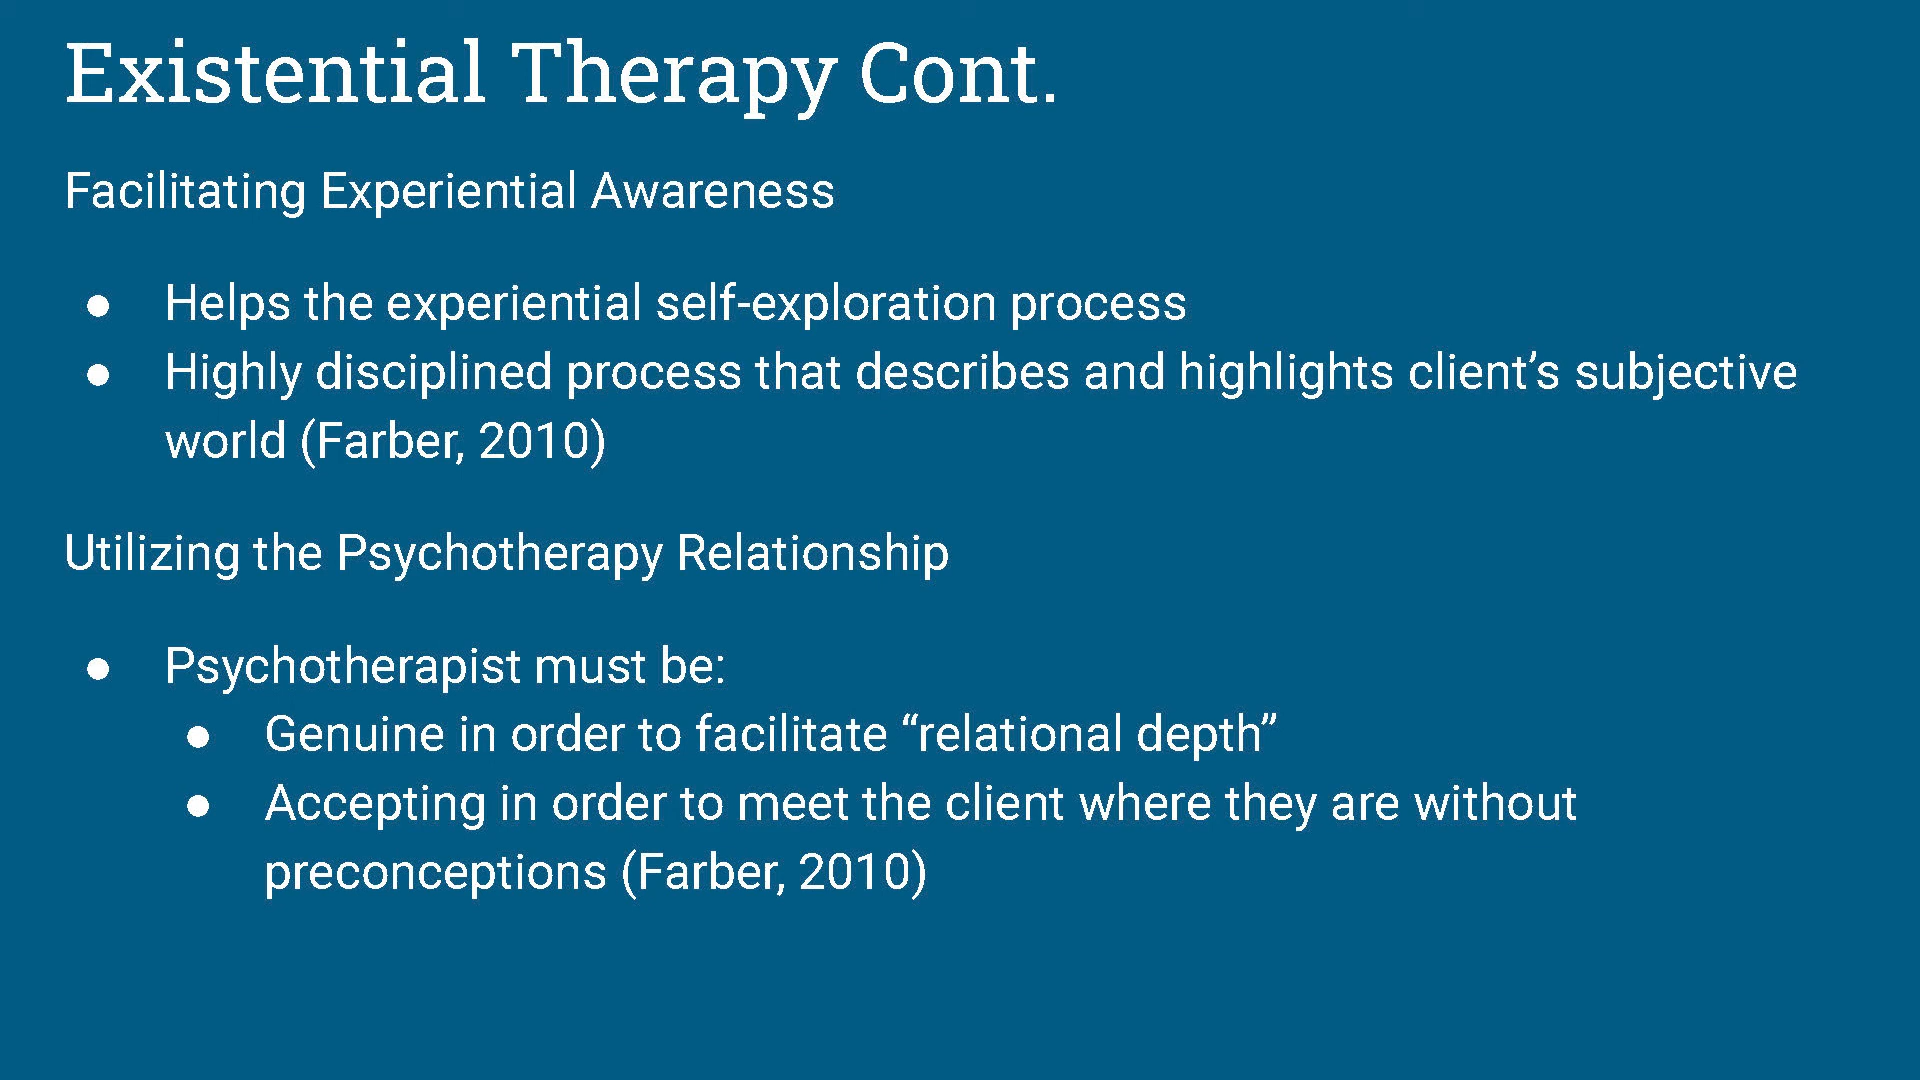 Existential Therapy Cont.
Facilitating Experiential Awareness
● Helps the experiential self-exploration process
● Highly disciplined process that describes and highlights client’s subjective
world (Farber, 2010)
Utilizing the Psychotherapy Relationship
● Psychotherapist must be:
● Genuine in order to facilitate “relational depth”
● Accepting in order to meet the client where they are without
preconceptions (Farber, 2010)